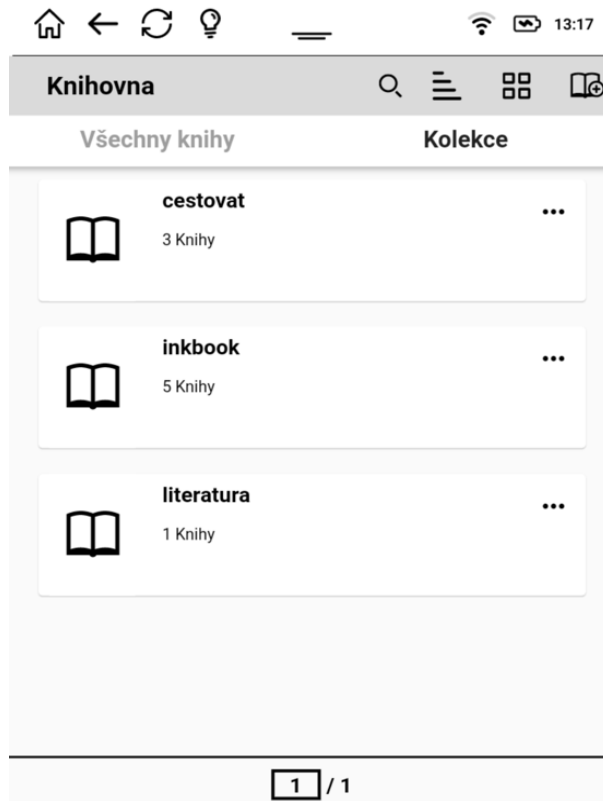 13:17
Knihovna
Všechny knihy Kolekce
cestovat
3 Knihy
inkbook
5 Knihy
literatura
1 Knihy
1 / 1